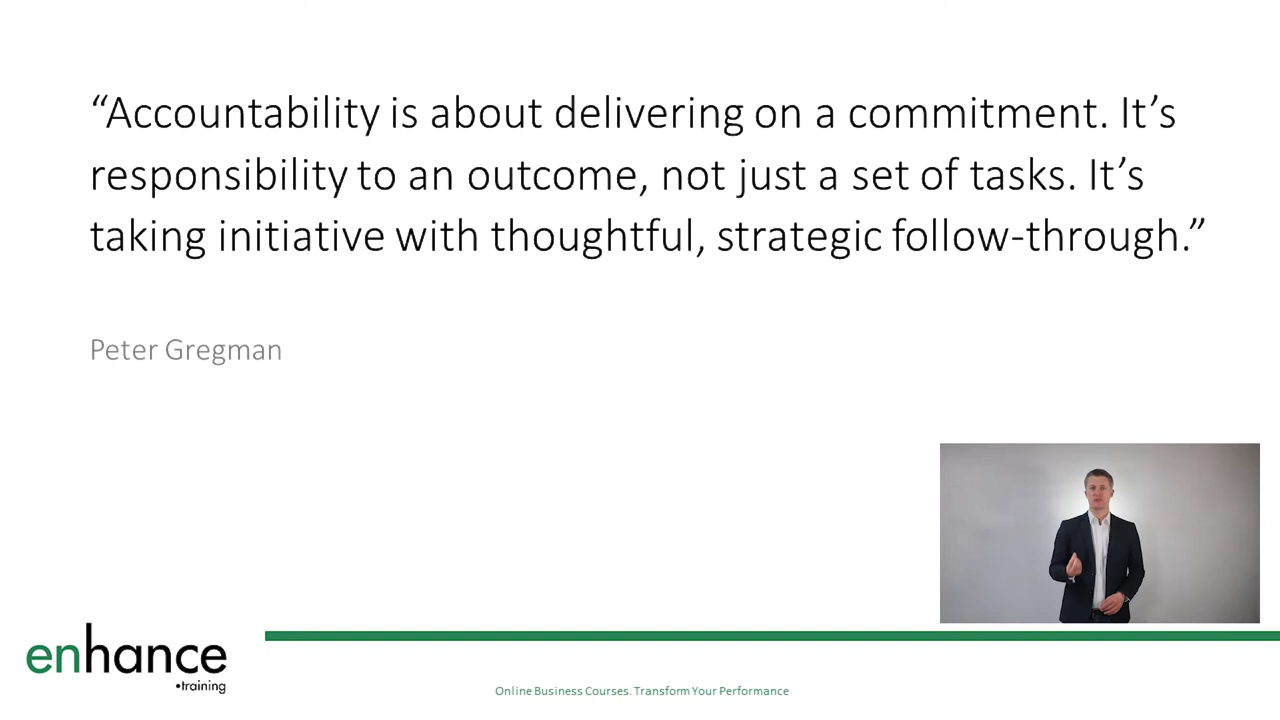 “Accountability is about delivering on a commitment. It’s
responsibility to an outcome, not just a set of tasks. It’s
taking initiative with thoughtful, strategic follow-through.”
Peter Gregman
enhance
•training
Online Business Courses. Transform Your Performance